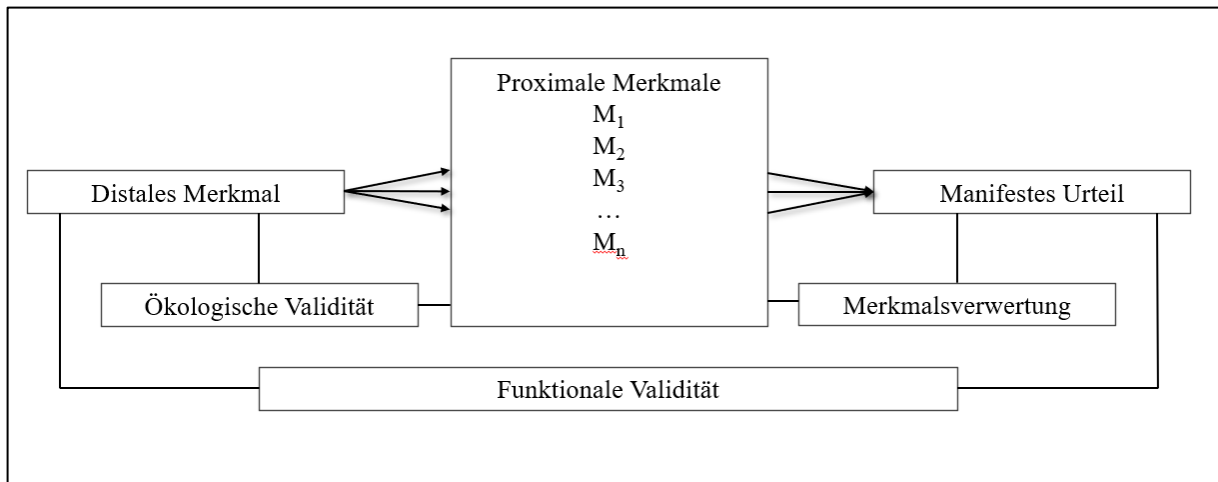 Proximale Merkmale
M₁
M₂
M₃
…
Mₙ
Distales Merkmal
Manifestes Urteil
Ökologische Validität
Merkmalsverwertung
Funktionale Validität